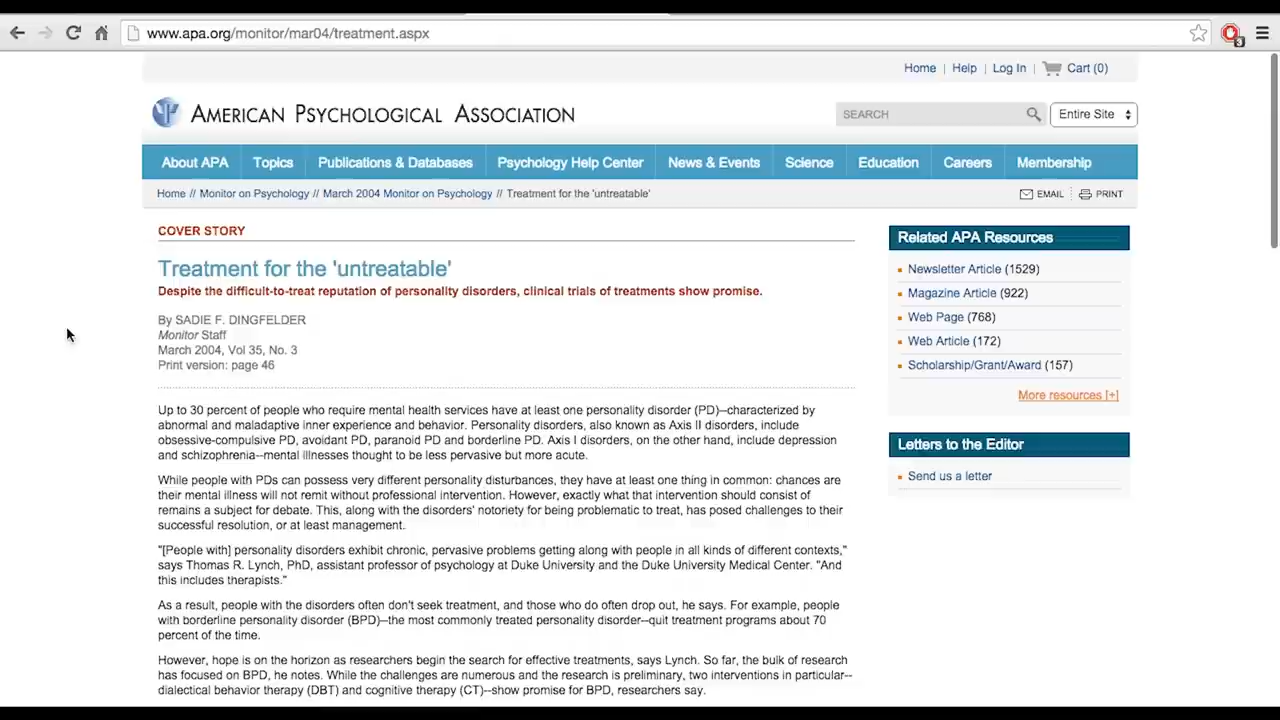 www.apa.org/monitor/mar04/treatment.aspx
3
Home | Help | Log In | Cart (0)
AMERICAN PSYCHOLOGICAL ASSOCIATION
SEARCH
Entire Site
About APA
Topics
Publications & Databases
Psychology Help Center
News & Events
Science
Education
Careers
Membership
Home // Monitor on Psychology // March 2004 Monitor on Psychology // Treatment for the 'untreatable'
EMAIL
PRINT
COVER STORY
Treatment for the 'untreatable'
Despite the difficult-to-treat reputation of personality disorders, clinical trials of treatments show promise.
By SADIE F. DINGFELDER
Monitor Staff
March 2004, Vol 35, No. 3
Print version: page 46
Up to 30 percent of people who require mental health services have at least one personality disorder (PD)--characterized by
abnormal and maladaptive inner experience and behavior. Personality disorders, also known as Axis II disorders, include
obsessive-compulsive PD, avoidant PD, paranoid PD and borderline PD. Axis I disorders, on the other hand, include depression
and schizophrenia--mental illnesses thought to be less pervasive but more acute.
While people with PDs can possess very different personality disturbances, they have at least one thing in common: chances are
their mental illness will not remit without professional intervention. However, exactly what that intervention should consist of
remains a subject for debate. This, along with the disorders' notoriety for being problematic to treat, has posed challenges to their
successful resolution, or at least management.
"[People with] personality disorders exhibit chronic, pervasive problems getting along with people in all kinds of different contexts,"
says Thomas R. Lynch, PhD, assistant professor of psychology at Duke University and the Duke University Medical Center. "And
this includes therapists."
As a result, people with the disorders often don't seek treatment, and those who do often drop out, he says. For example, people
with borderline personality disorder (BPD)--the most commonly treated personality disorder--quit treatment programs about 70
percent of the time.
However, hope is on the horizon as researchers begin the search for effective treatments, says Lynch. So far, the bulk of research
has focused on BPD, he notes. While the challenges are numerous and the research is preliminary, two interventions in particular--
dialectical behavior therapy (DBT) and cognitive therapy (CT)--show promise for BPD, researchers say.
Related APA Resources
Newsletter Article (1529)
Magazine Article (922)
Web Page (768)
Web Article (172)
Scholarship/Grant/Award (157)
More resources [+]
Letters to the Editor
Send us a letter